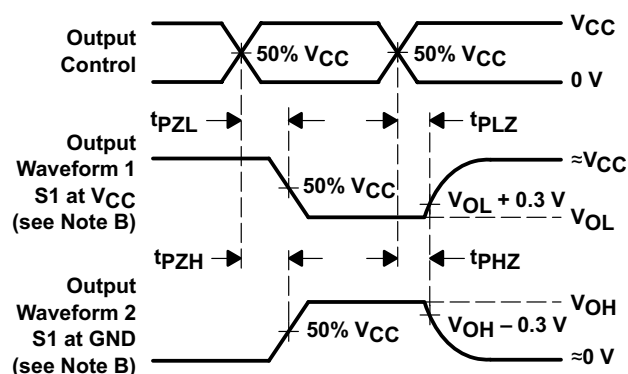 Output
Control
50% VCC
50% VCC
VCC
0 V
tPZL
tPLZ
Output
Waveform 1
S1 at VCC
(see Note B)
50% VCC
≈VCC
VOL + 0.3 V
VOL
tPZH
tPHZ
Output
Waveform 2
S1 at GND
(see Note B)
50% VCC
VOH
VOH – 0.3 V
≈0 V